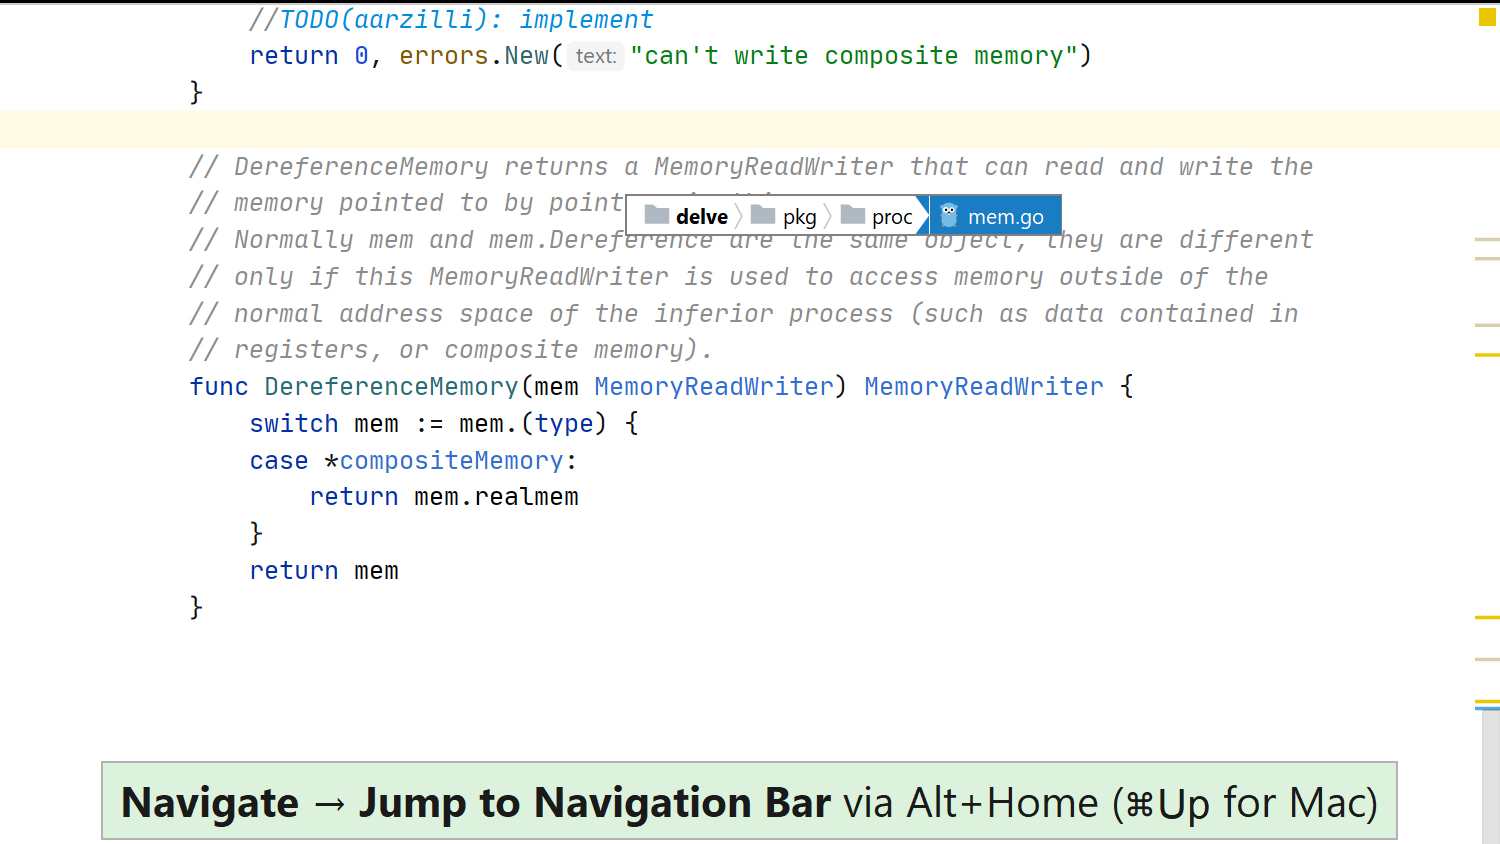 //TODO(aarzilli): implement
return 0, errors.New( text: "can't write composite memory")
}
// DereferenceMemory returns a MemoryReadWriter that can read and write the
// memory pointed to by point
delve pkg proc mem.go
// Normally mem and mem.Dereference are the same object, they are different
// only if this MemoryReadWriter is used to access memory outside of the
// normal address space of the inferior process (such as data contained in
// registers, or composite memory).
func DereferenceMemory(mem MemoryReadWriter) MemoryReadWriter {
switch mem := mem.(type) {
case *compositeMemory:
return mem.realmem
}
return mem
}
Navigate → Jump to Navigation Bar via Alt+Home (⌘Up for Mac)